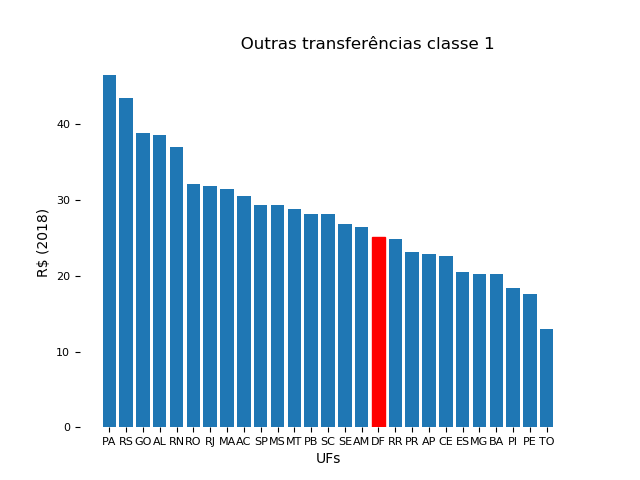 Outras transferências classe 1
R$ (2018)
40
30
20
10
0
PA RS GO AL RN RO RJ MA AC SP MS MT PB SC SE AM DF RR PR AP CE ES MG BA PI PE TO
UFs